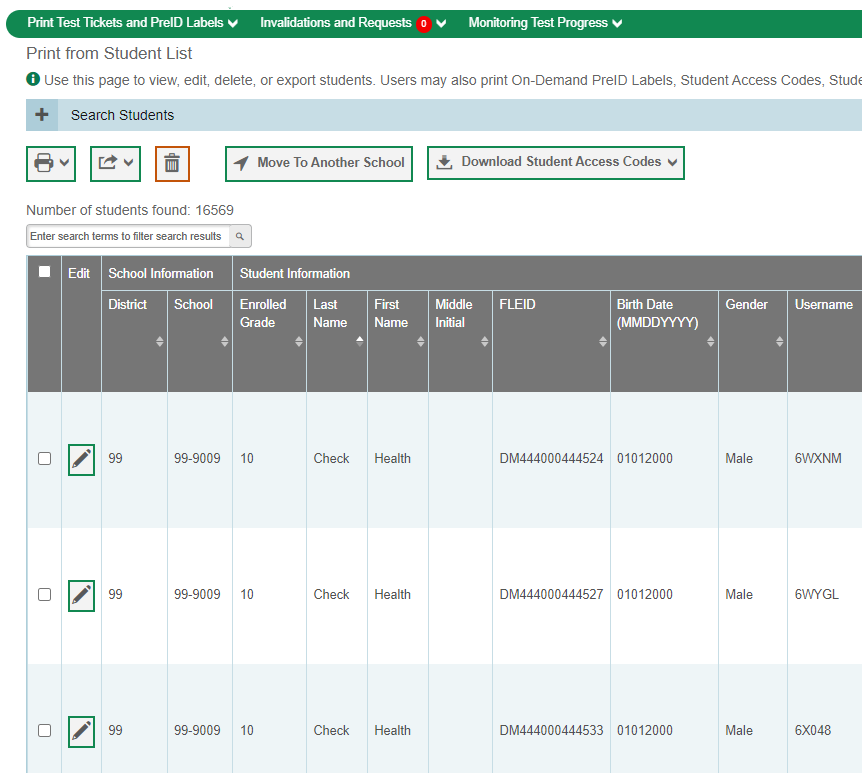 Print Test Tickets and PreID Labels Invalidations and Requests 0 Monitoring Test Progress
Print from Student List
Use this page to view, edit, delete, or export students. Users may also print On-Demand PreID Labels, Student Access Codes, Stude
Search Students
Move To Another School Download Student Access Codes
Number of students found: 16569
Enter search terms to filter search results
Edit School Information Student Information
District School Enrolled Last First Middle FLEID Birth Date Gender Username
Grade Name Name Initial (MMDDYYYY)
99 99-9009 10 Check Health DM444000444524 01012000 Male 6WXNM
99 99-9009 10 Check Health DM444000444527 01012000 Male 6WYGL
99 99-9009 10 Check Health DM444000444533 01012000 Male 6X048